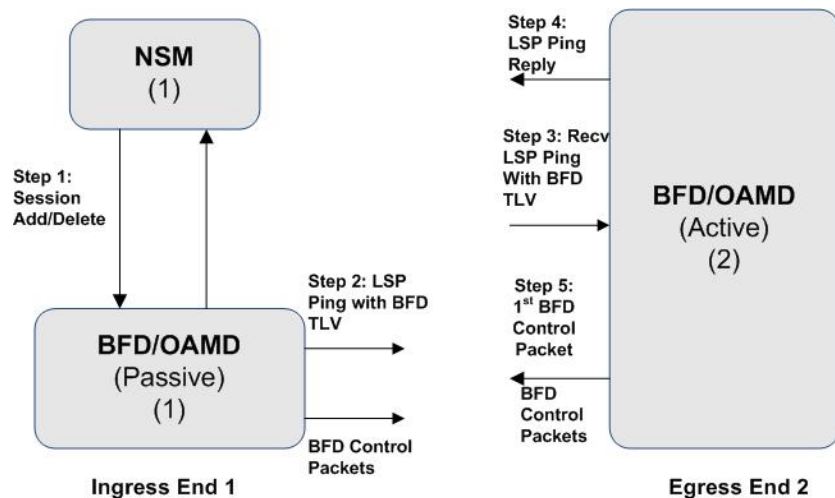 NSM
(1)
Step 1:
Session
Add/Delete
BFD/OAMD
(Passive)
(1)
Step 2: LSP
Ping with BFD
TLV
BFD Control
Packets
Ingress End 1
Step 4:
LSP Ping
Reply
Step 3: Recv
LSP Ping
With BFD
TLV
BFD/OAMD
(Active)
(2)
Step 5:
1st BFD
Control
Packet
BFD
Control
Packets
Egress End 2